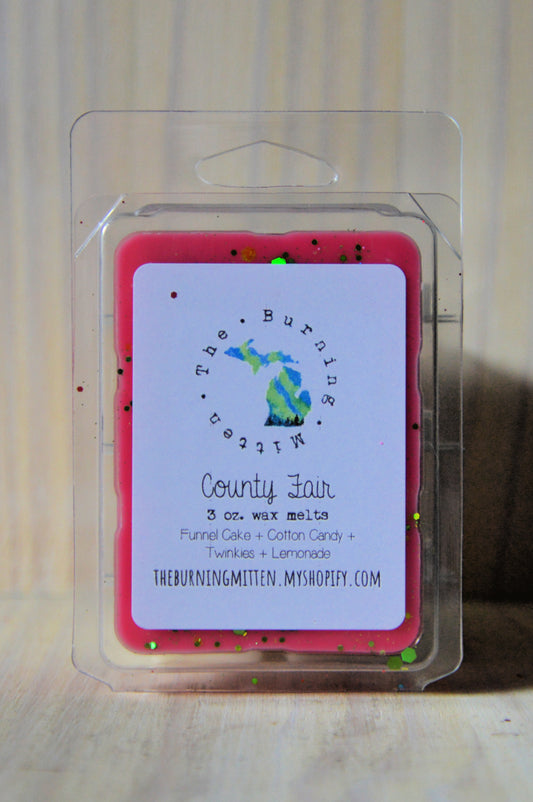 The • Burning • Mitten •
County Fair
3 oz. wax melts
Funnel Cake + Cotton Candy +
Twinkies + Lemonade
THEBURNINGMITTEN.MYSHOPIFY.COM